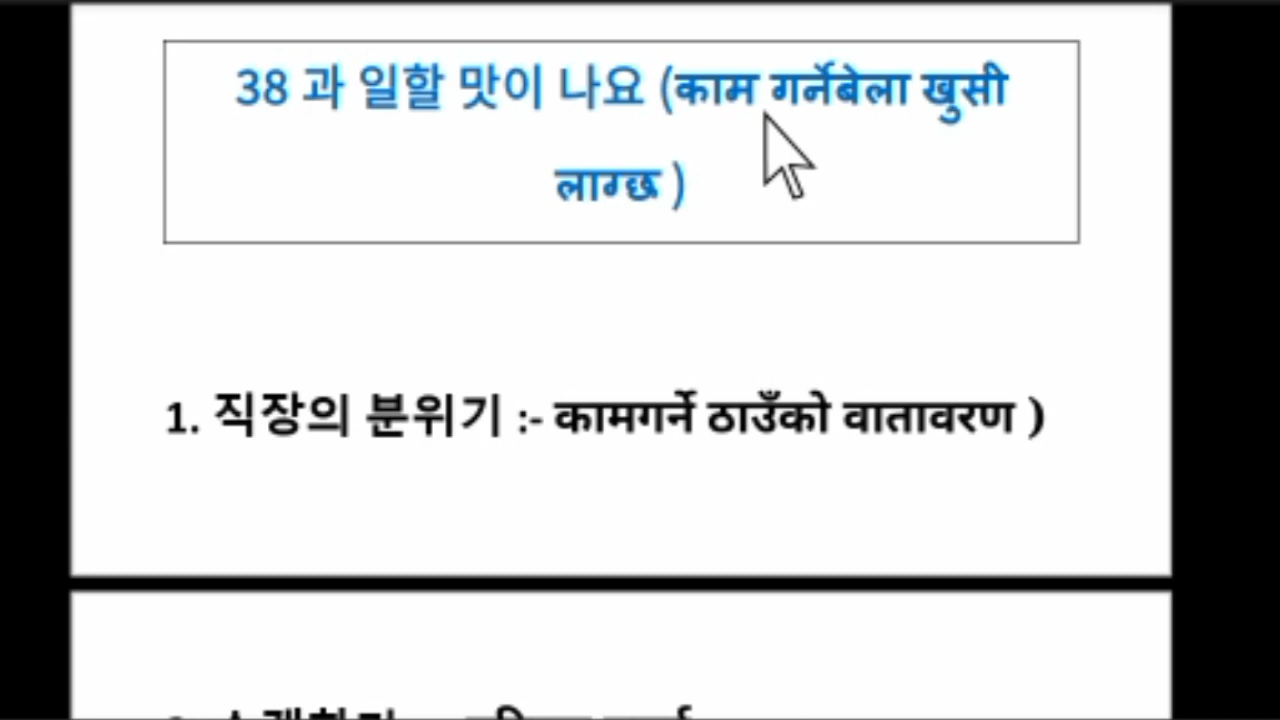 38 과 일할 맛이 나요 (काम गर्नेबेला खुसी
लाग्छ )
1. 직장의 분위기 :- कामगर्ने ठाउँको वातावरण )